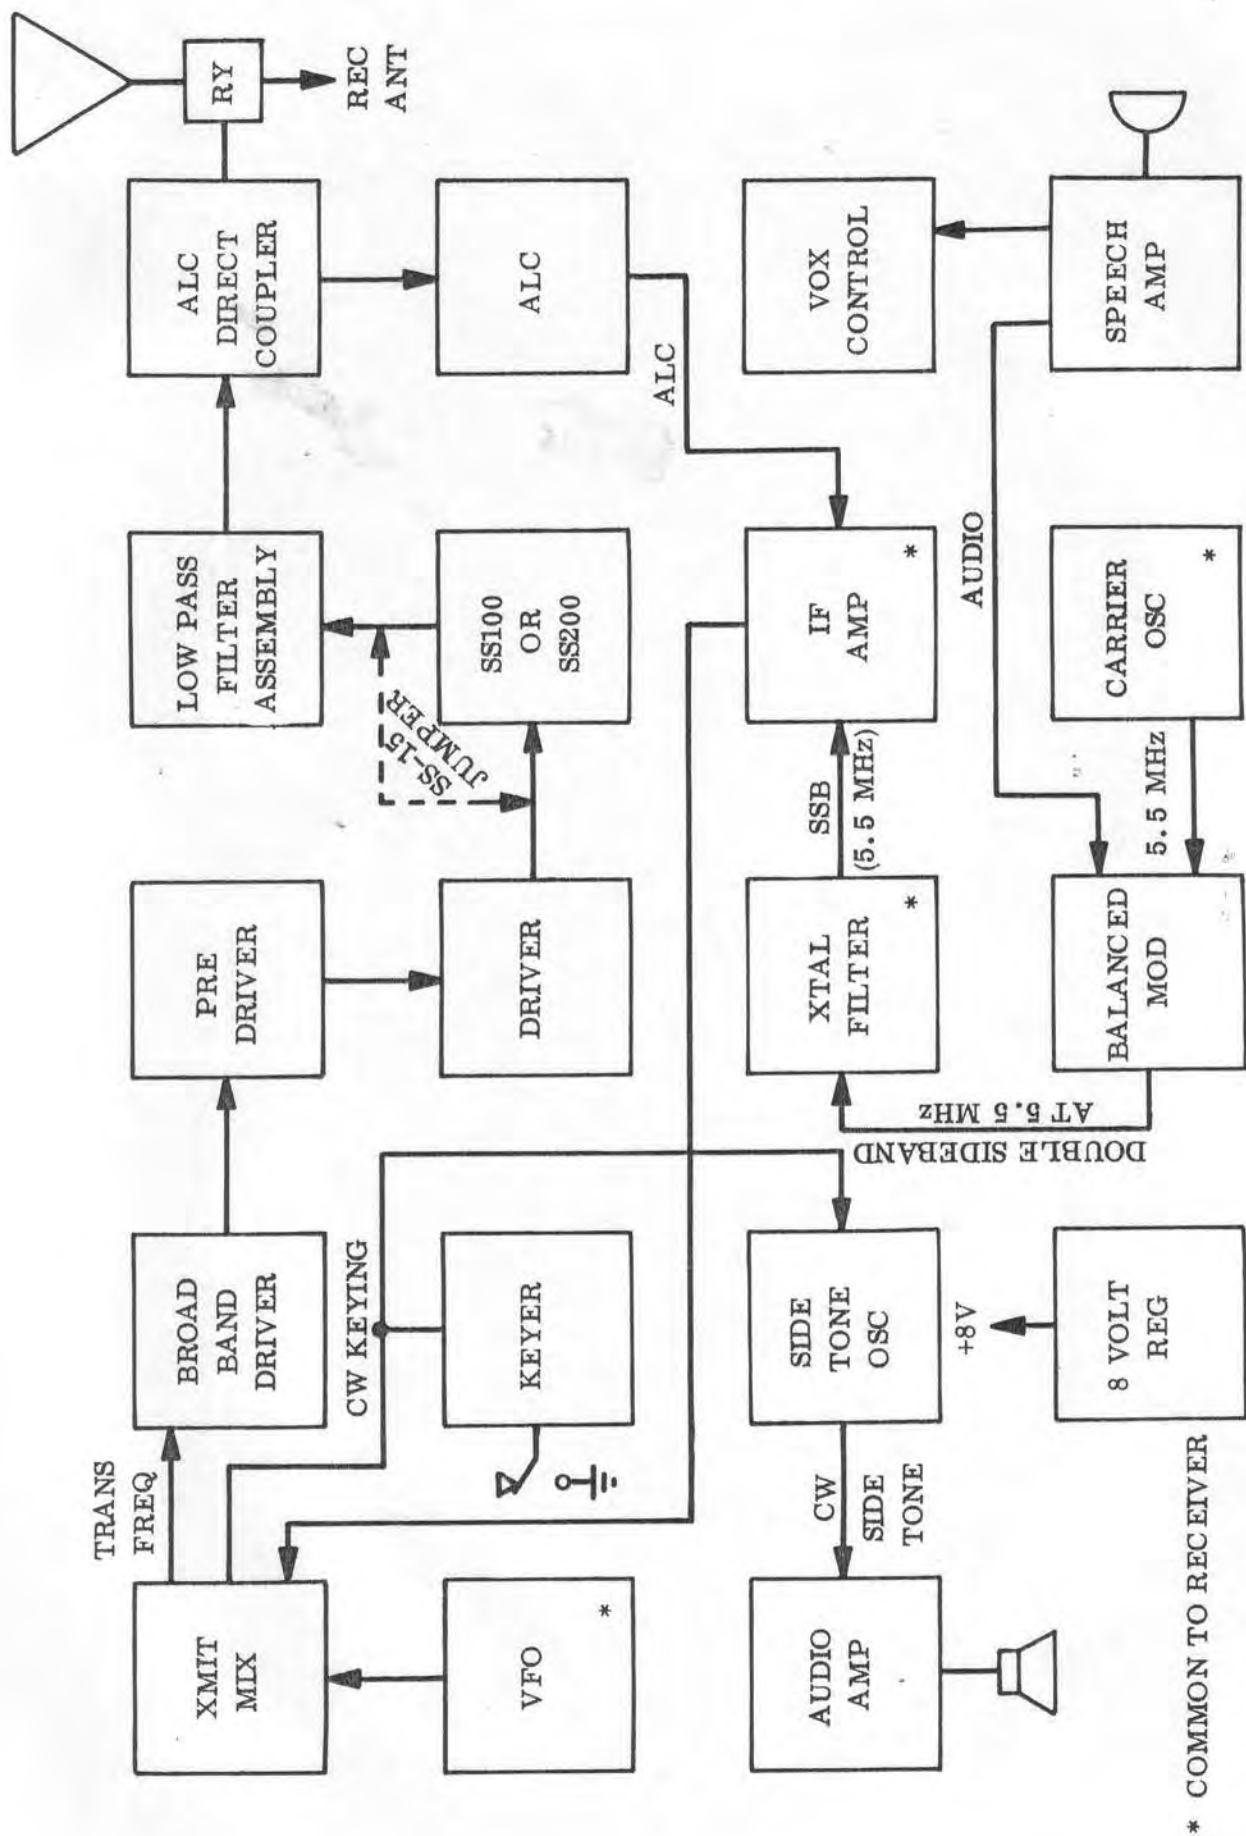 TRANS
FREQ
XMIT
MIX
BROAD
BAND
DRIVER
PRE
DRIVER
LOW PASS
FILTER
ASSEMBLY
ALC
DIRECT
COUPLER
RY
REC
ANT
CW KEYING
VFO
*
KEYER
DRIVER
SS-15
JUMPER
SS100
OR
SS200
ALC
ALC
AUDIO
AMP
CW
SIDE
TONE
SIDE
TONE
OSC
XTAL
FILTER
*
SSB
(5.5 MHz)
IF
AMP
*
VOX
CONTROL
DOUBLE SIDEBAND
AT 5.5 MHz
+8V
8 VOLT
REG
BALANCED
MOD
5.5 MHz
CARRIER
OSC
*
AUDIO
SPEECH
AMP
* COMMON TO RECEIVER